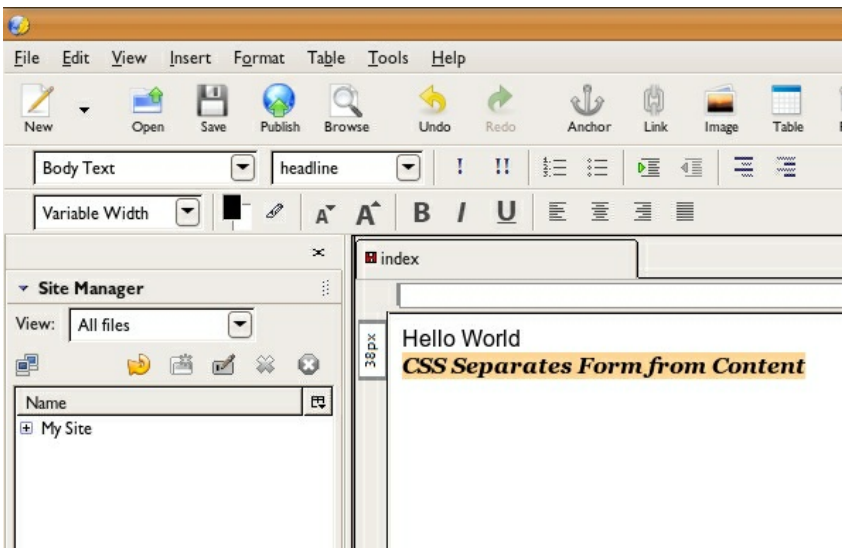 File Edit View Insert Format Table Tools Help
New Open Save Publish Browse Undo Redo Anchor Link Image Table
Body Text headline ! !!
Variable Width A A B I U
index
Site Manager
View: All files
38px
Hello World
CSS Separates Form from Content
Name
My Site